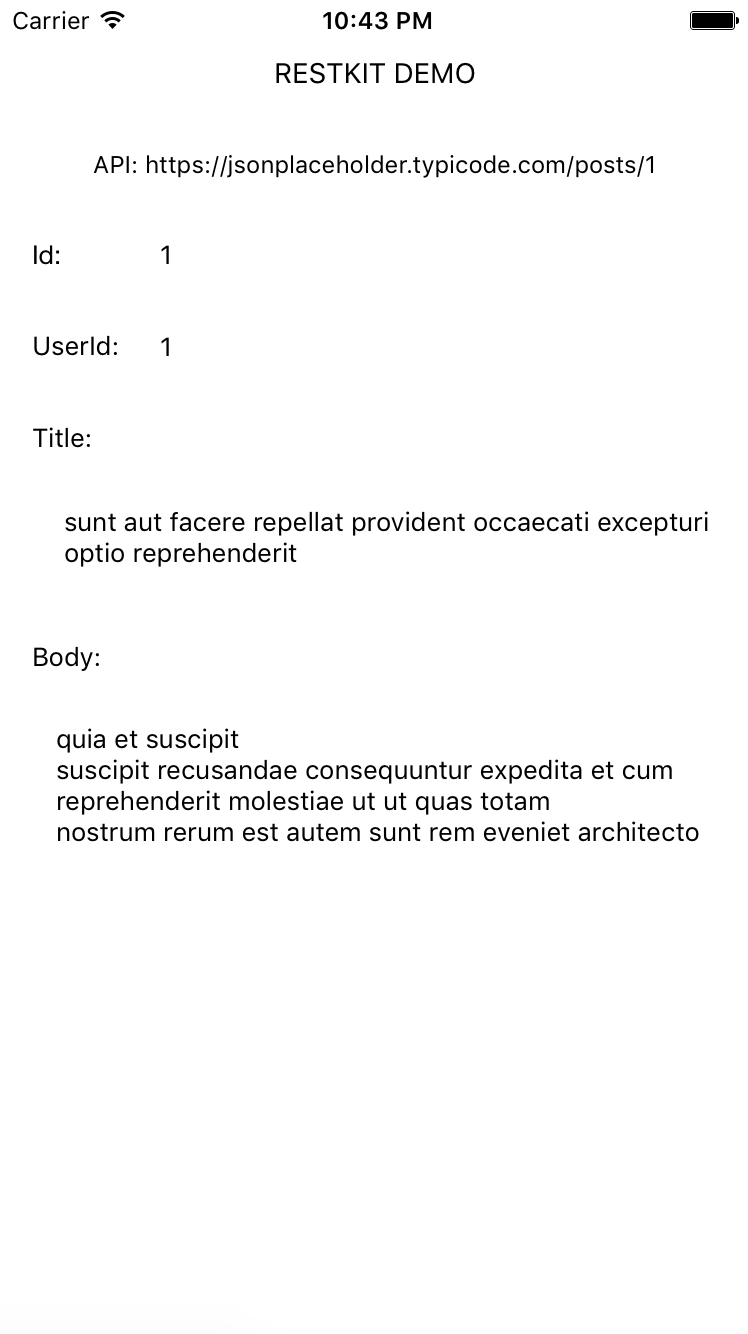 Carrier 10:43 PM
RESTKIT DEMO
API: https://jsonplaceholder.typicode.com/posts/1
Id: 1
UserId: 1
Title:
sunt aut facere repellat provident occaecati excepturi
optio reprehenderit
Body:
quia et suscipit
suscipit recusandae consequuntur expedita et cum
reprehenderit molestiae ut ut quas totam
nostrum rerum est autem sunt rem eveniet architecto